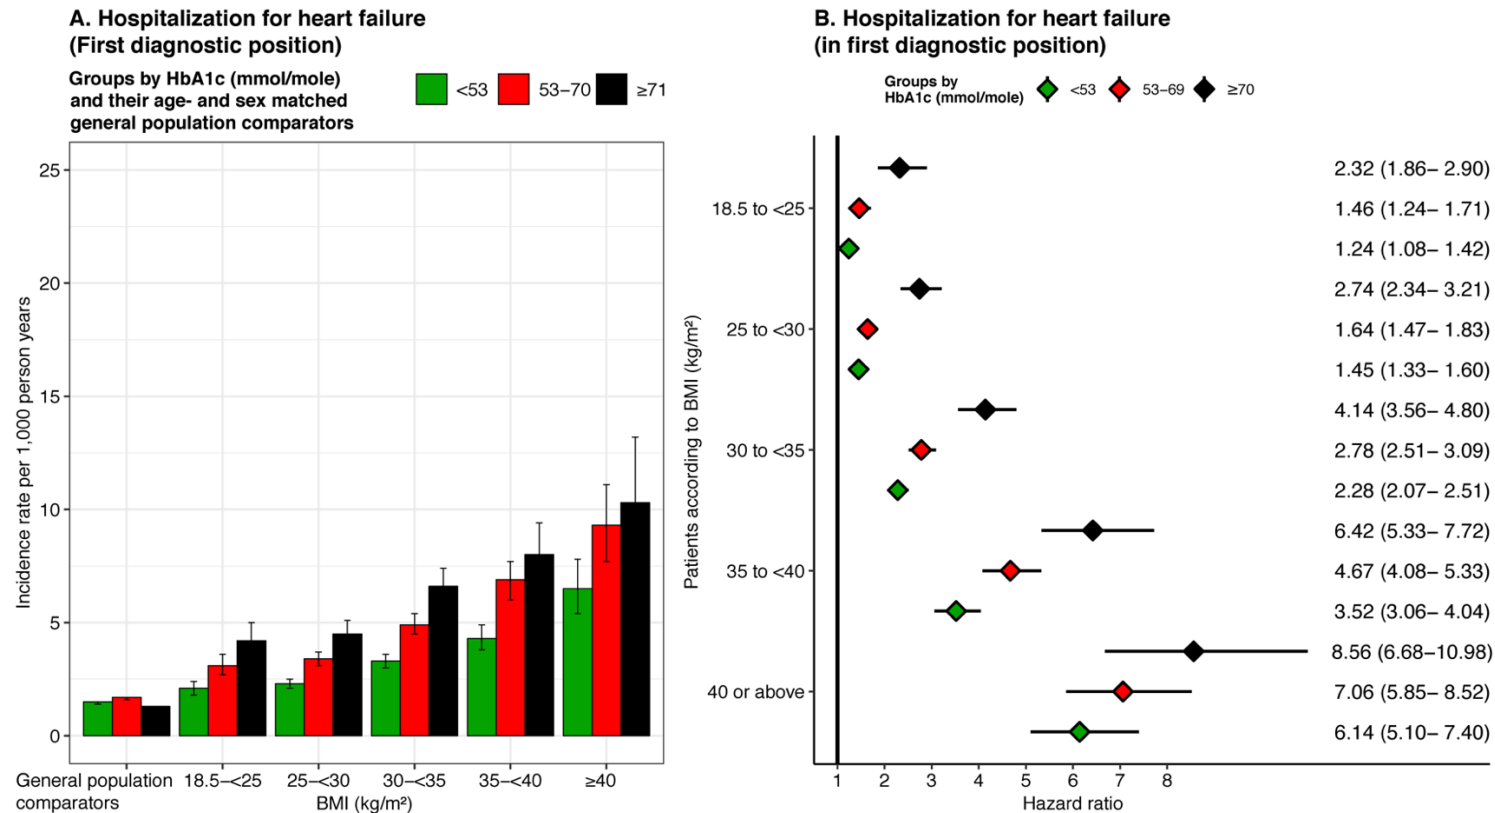 A. Hospitalization for heart failure
(First diagnostic position)
Groups by HbA1c (mmol/mole)
and their age- and sex matched
general population comparators
<53
53−70
≥71
25
20
15
10
5
0
Incidence rate per 1,000 person years
General population
comparators
18.5−<25
25−<30
30−<35
35−<40
≥40
BMI (kg/m²)
B. Hospitalization for heart failure
(in first diagnostic position)
Groups by
HbA1c (mmol/mole)
<53
53−69
≥70
Patients according to BMI (kg/m²)
2.32 (1.86− 2.90)
18.5 to <25
1.46 (1.24− 1.71)
1.24 (1.08− 1.42)
2.74 (2.34− 3.21)
25 to <30
1.64 (1.47− 1.83)
1.45 (1.33− 1.60)
4.14 (3.56− 4.80)
30 to <35
2.78 (2.51− 3.09)
2.28 (2.07− 2.51)
6.42 (5.33− 7.72)
35 to <40
4.67 (4.08− 5.33)
3.52 (3.06− 4.04)
8.56 (6.68−10.98)
40 or above
7.06 (5.85− 8.52)
6.14 (5.10− 7.40)
1 2 3 4 5 6 7 8
Hazard ratio